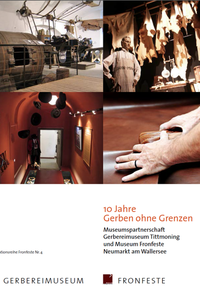 10 Jahre
Gerben ohne Grenzen
Museumspartnerschaft
Gerbereimuseum Tittmoning
und Museum Fronfeste
Neumarkt am Wallersee
GERBEREIMUSEUM
FRONFESTE